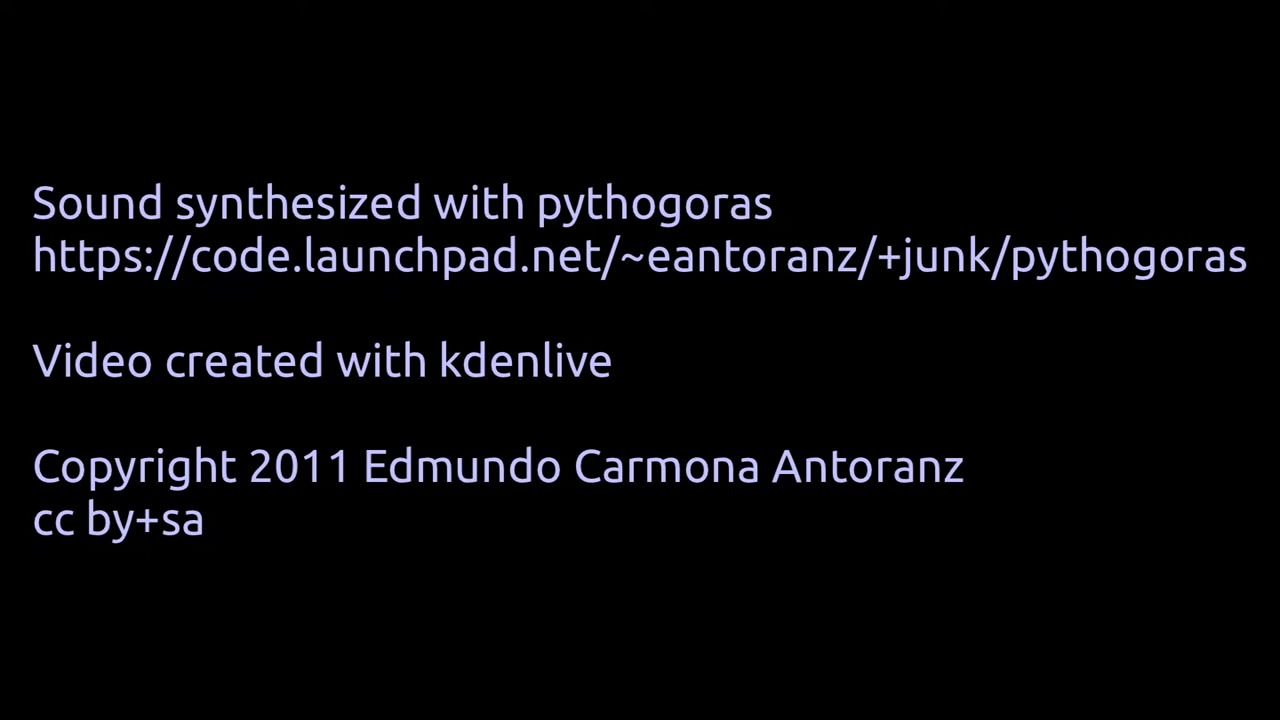 Sound synthesized with pythogoras
https://code.launchpad.net/~eantoranz/+junk/pythogoras
Video created with kdenlive
Copyright 2011 Edmundo Carmona Antoranz
cc by+sa